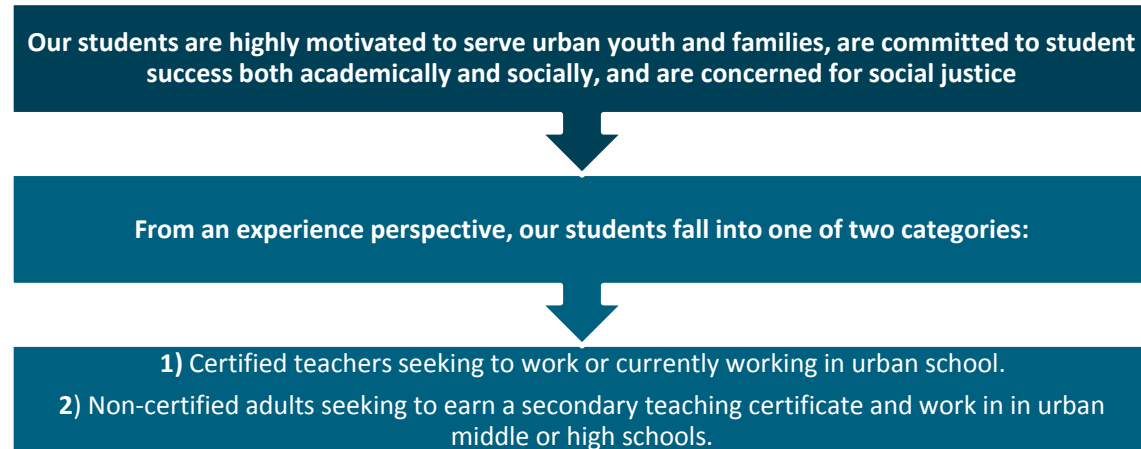 Our students are highly motivated to serve urban youth and families, are committed to student
success both academically and socially, and are concerned for social justice
From an experience perspective, our students fall into one of two categories:
1) Certified teachers seeking to work or currently working in urban school.
2) Non-certified adults seeking to earn a secondary teaching certificate and work in in urban
middle or high schools.